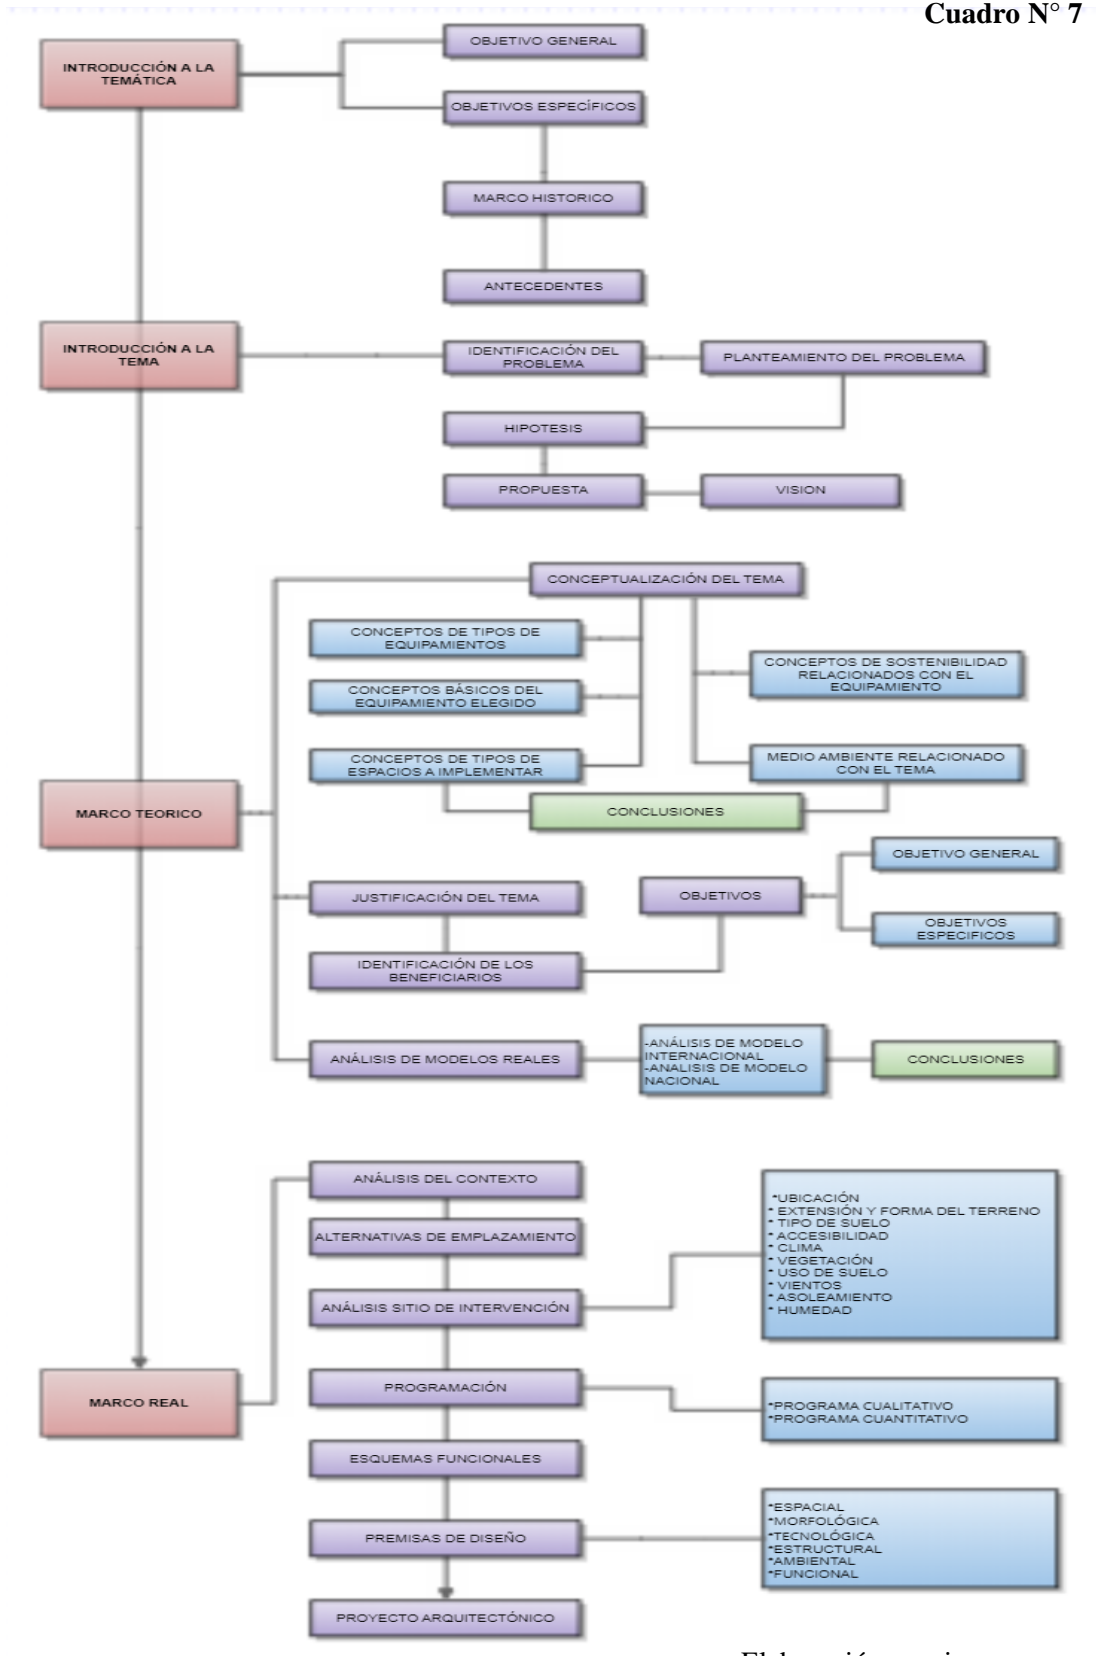 Cuadro N° 7
INTRODUCCIÓN A LA
TEMÁTICA
OBJETIVO GENERAL
OBJETIVOS ESPECÍFICOS
MARCO HISTORICO
ANTECEDENTES
INTRODUCCIÓN A LA
TEMA
IDENTIFICACIÓN DEL
PROBLEMA
PLANTEAMIENTO DEL PROBLEMA
HIPOTESIS
PROPUESTA
VISION
CONCEPTUALIZACIÓN DEL TEMA
CONCEPTOS DE TIPOS DE
EQUIPAMIENTOS
CONCEPTOS BÁSICOS DEL
EQUIPAMIENTO ELEGIDO
CONCEPTOS DE TIPOS DE
ESPACIOS A IMPLEMENTAR
CONCEPTOS DE SOSTENIBILIDAD
RELACIONADOS CON EL
EQUIPAMIENTO
MEDIO AMBIENTE RELACIONADO
CON EL TEMA
CONCLUSIONES
MARCO TEORICO
JUSTIFICACIÓN DEL TEMA
IDENTIFICACIÓN DE LOS
BENEFICIARIOS
OBJETIVOS
OBJETIVO GENERAL
OBJETIVOS
ESPECIFICOS
ANÁLISIS DE MODELOS REALES
-ANÁLISIS DE MODELO
INTERNACIONAL
-ANALISIS DE MODELO
NACIONAL
CONCLUSIONES
MARCO REAL
ANÁLISIS DEL CONTEXTO
ALTERNATIVAS DE EMPLAZAMIENTO
ANÁLISIS SITIO DE INTERVENCIÓN
*UBICACIÓN
* EXTENSIÓN Y FORMA DEL TERRENO
* TIPO DE SUELO
* ACCESIBILIDAD
* CLIMA
* VEGETACIÓN
* USO DE SUELO
* VIENTOS
* ASOLEAMIENTO
* HUMEDAD
PROGRAMACIÓN
*PROGRAMA CUALITATIVO
*PROGRAMA CUANTITATIVO
ESQUEMAS FUNCIONALES
PREMISAS DE DISEÑO
*ESPACIAL
*MORFOLÓGICA
*TECNOLÓGICA
*ESTRUCTURAL
*AMBIENTAL
*FUNCIONAL
PROYECTO ARQUITECTÓNICO